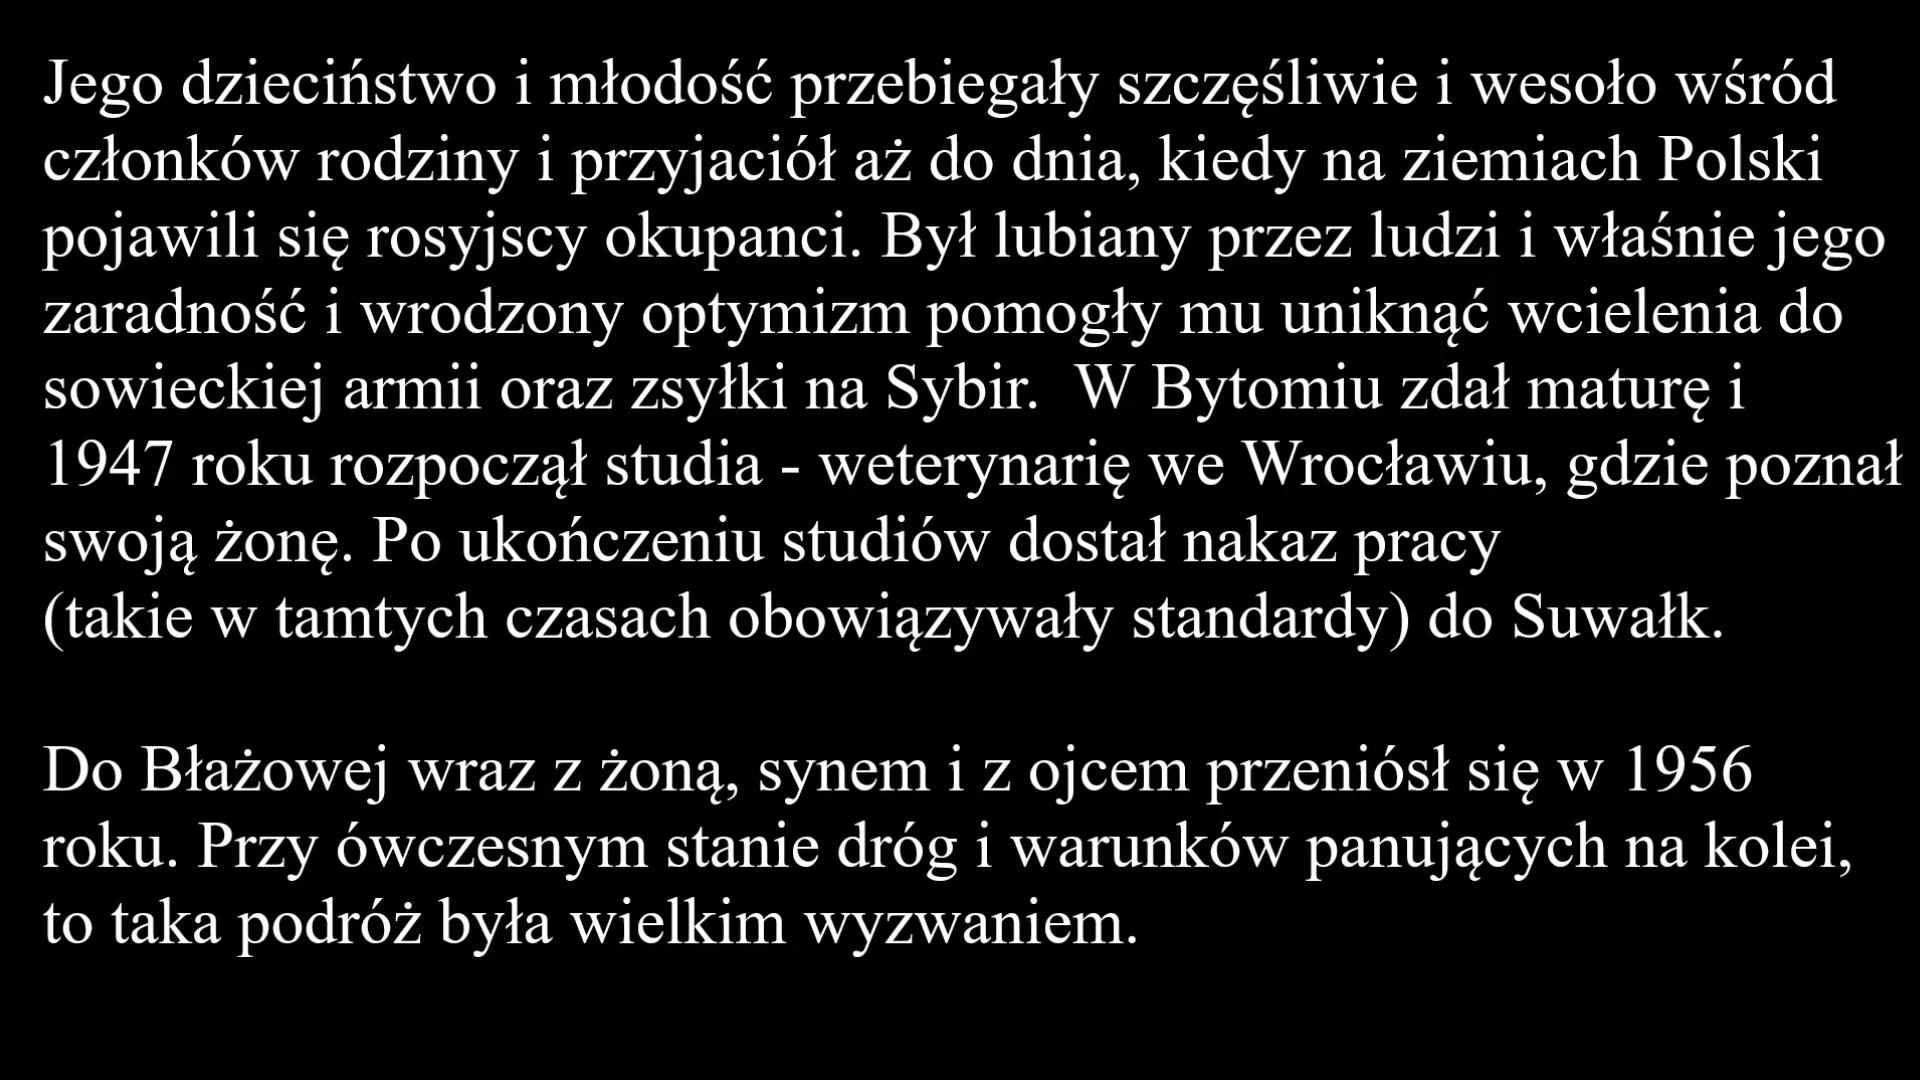 Jego dzieciństwo i młodość przebiegały szczęśliwie i wesoło wśród
członków rodziny i przyjaciół aż do dnia, kiedy na ziemiach Polski
pojawili się rosyjscy okupanci. Był lubiany przez ludzi i właśnie jego
zaradność i wrodzony optymizm pomogły mu uniknąć wcielenia do
sowieckiej armii oraz zsyłki na Sybir.  W Bytomiu zdał maturę i
1947 roku rozpoczął studia - weterynarię we Wrocławiu, gdzie poznał
swoją żonę. Po ukończeniu studiów dostał nakaz pracy
(takie w tamtych czasach obowiązywały standardy) do Suwałk.
Do Błażowej wraz z żoną, synem i z ojcem przeniósł się w 1956
roku. Przy ówczesnym stanie dróg i warunków panujących na kolei,
to taka podróż była wielkim wyzwaniem.